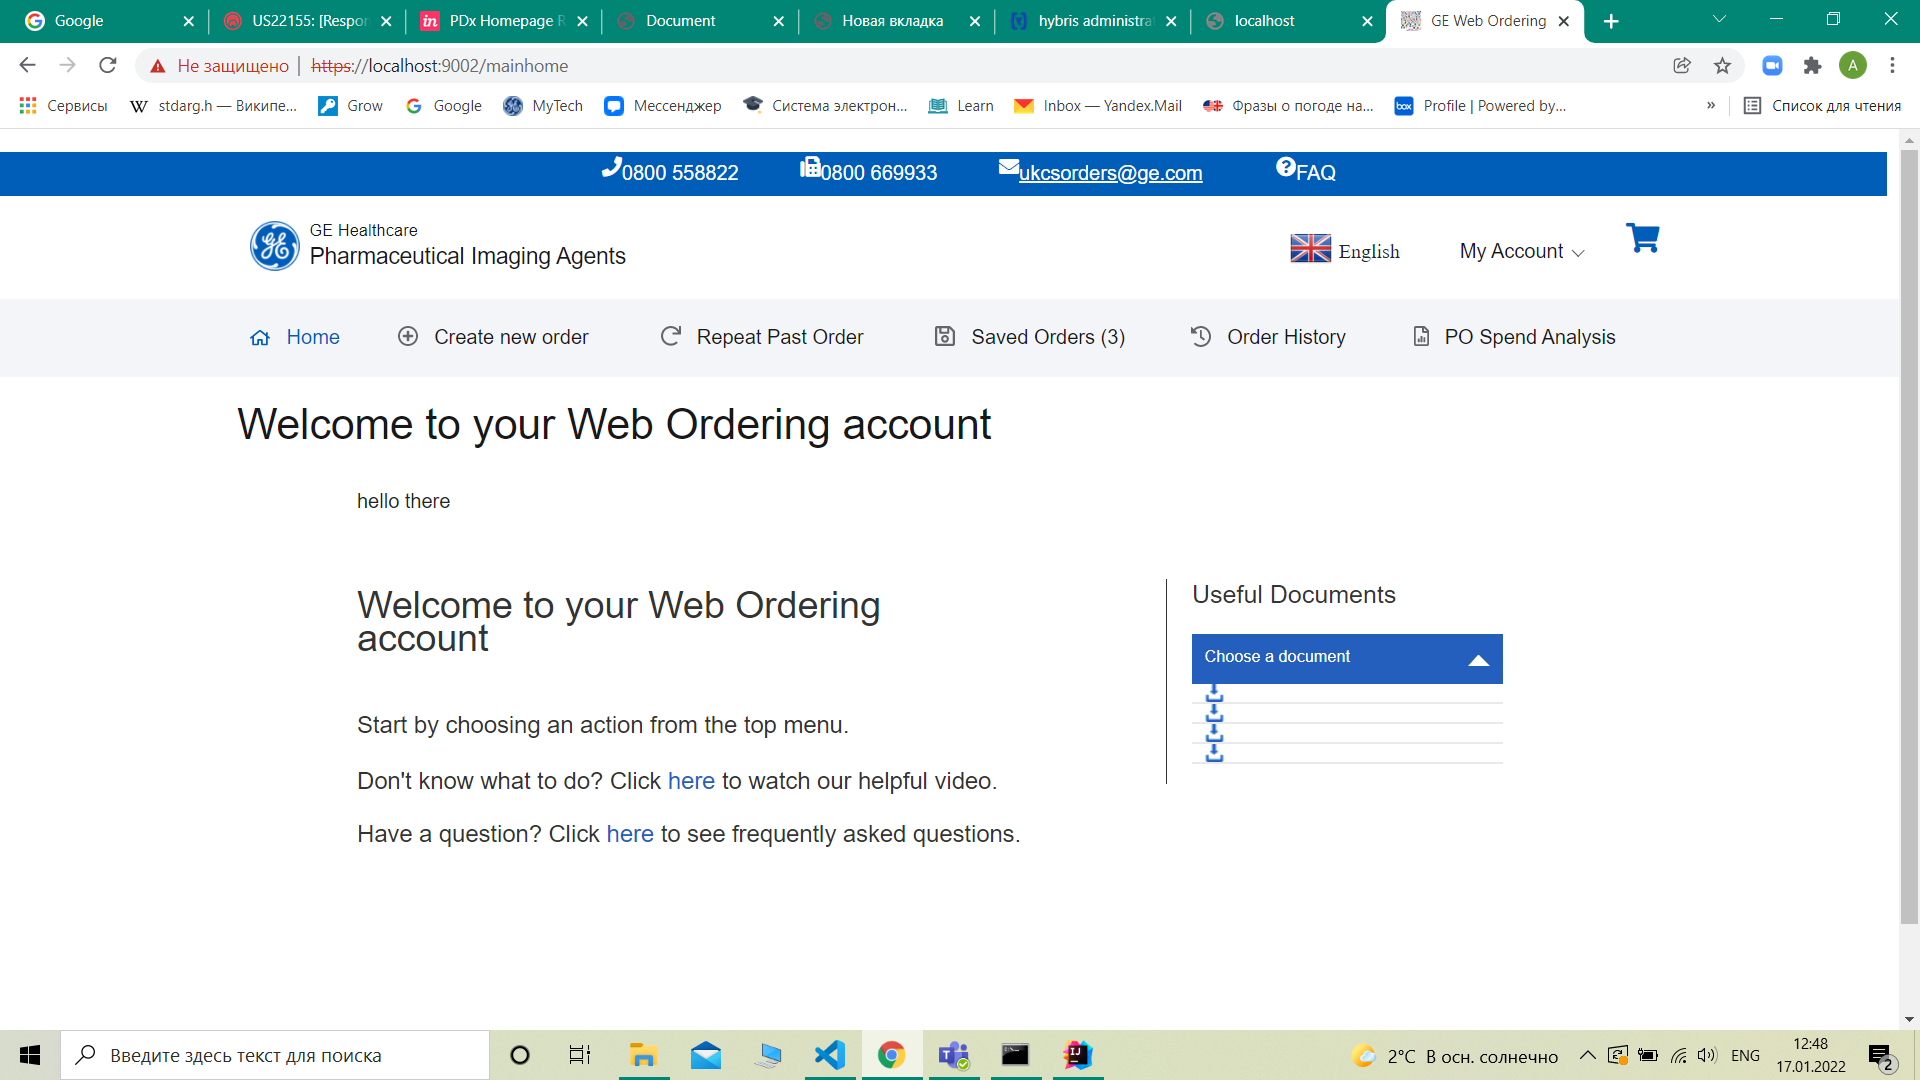 Google
US22155: [Respon
PDx Homepage R
Document
Новая вкладка
hybris administrat
localhost
GE Web Ordering
Не защищено | https://localhost:9002/mainhome
A
Сервисы
W stdarg.h — Википе...
Grow
Google
MyTech
Мессенджер
Система электрон...
Learn
Inbox — Yandex.Mail
Фразы о погоде на...
box Profile | Powered by...
»
Список для чтения
0800 558822
0800 669933
ukcsorders@ge.com
FAQ
GE Healthcare
Pharmaceutical Imaging Agents
English
My Account
Home
Create new order
Repeat Past Order
Saved Orders (3)
Order History
PO Spend Analysis
Welcome to your Web Ordering account
hello there
Welcome to your Web Ordering
account
Useful Documents
Choose a document
Start by choosing an action from the top menu.
Don't know what to do? Click here to watch our helpful video.
Have a question? Click here to see frequently asked questions.
Введите здесь текст для поиска
2°C В осн. солнечно
ENG
12:48
17.01.2022
2